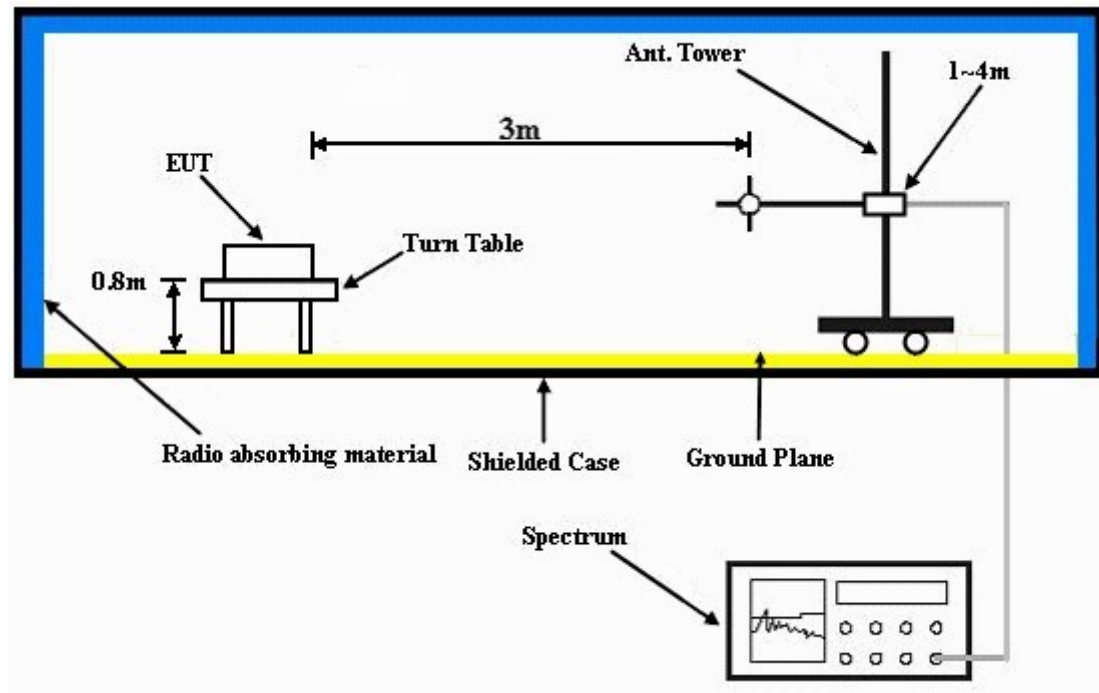 Ant. Tower
1~4m
3m
EUT
Turn Table
0.8m
Radio absorbing material
Shielded Case
Ground Plane
Spectrum